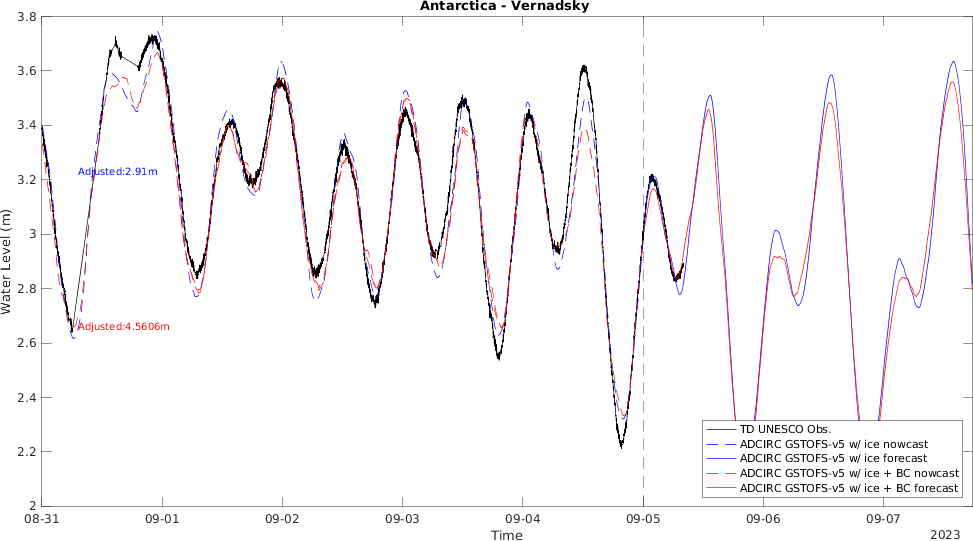 Antarctica - Vernadsky
Water Level (m)
3.8
3.6
3.4
3.2
3
2.8
2.6
2.4
2.2
2
Adjusted:2.91m
Adjusted:4.5606m
TD UNESCO Obs.
ADCIRC GSTOFS-v5 w/ ice nowcast
ADCIRC GSTOFS-v5 w/ ice forecast
ADCIRC GSTOFS-v5 w/ ice + BC nowcast
ADCIRC GSTOFS-v5 w/ ice + BC forecast
08-31 09-01 09-02 09-03 09-04 09-05 09-06 09-07
Time
2023